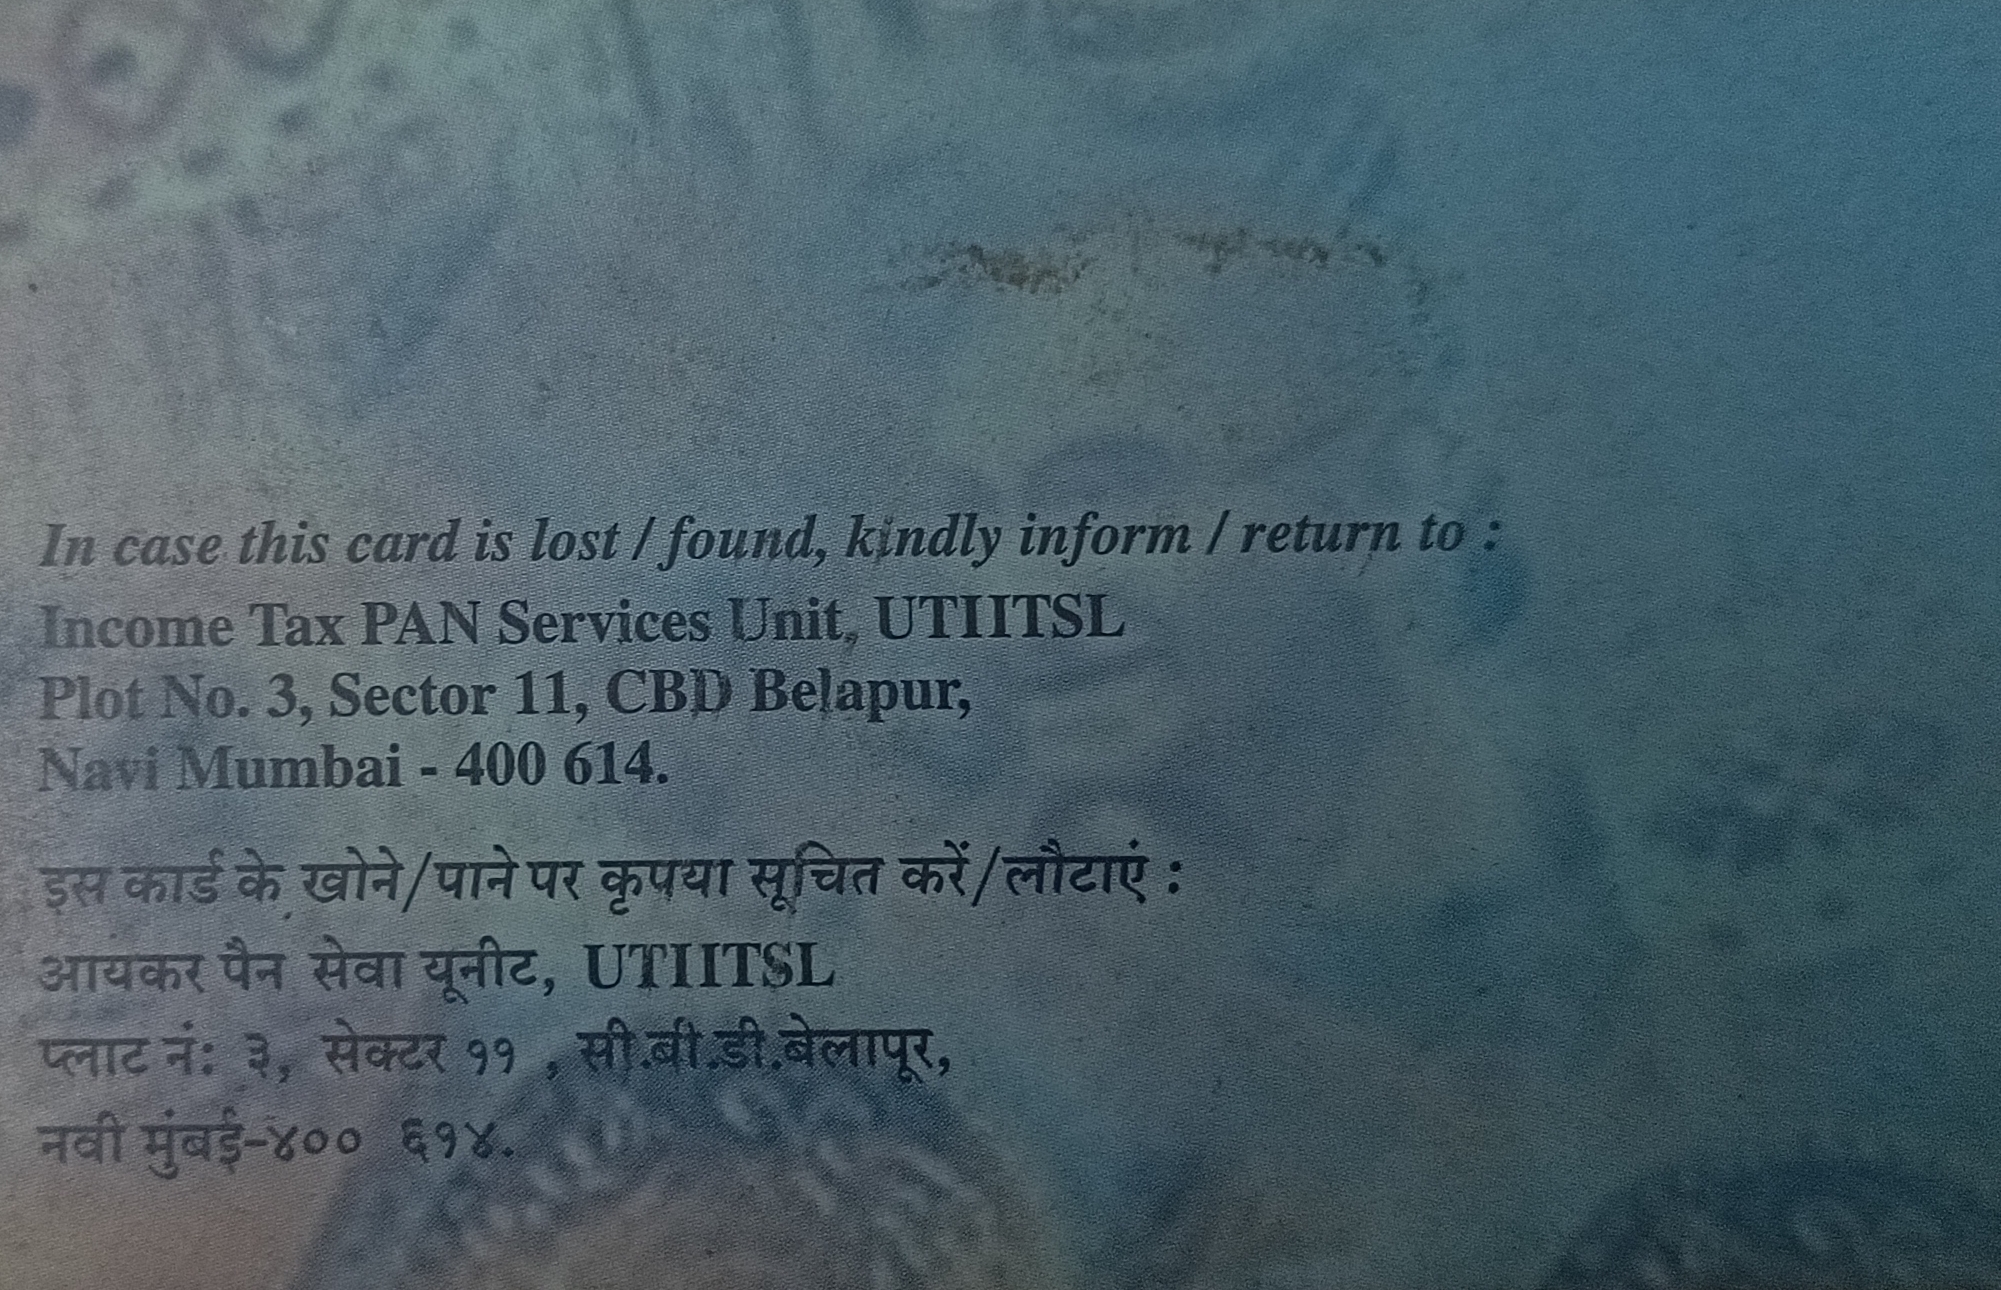 In case this card is lost / found, kindly inform / return to :
Income Tax PAN Services Unit, UTIITSL
Plot No. 3, Sector 11, CBD Belapur,
Navi Mumbai - 400 614.
इस कार्ड के खोने/पाने पर कृपया सूचित करें/लौटाएं :
आयकर पैन सेवा यूनीट, UTIITSL
प्लाट नं: ३, सेक्टर ११ , सी.बी.डी.बेलापूर,
नवी मुंबई-४०० ६१४.